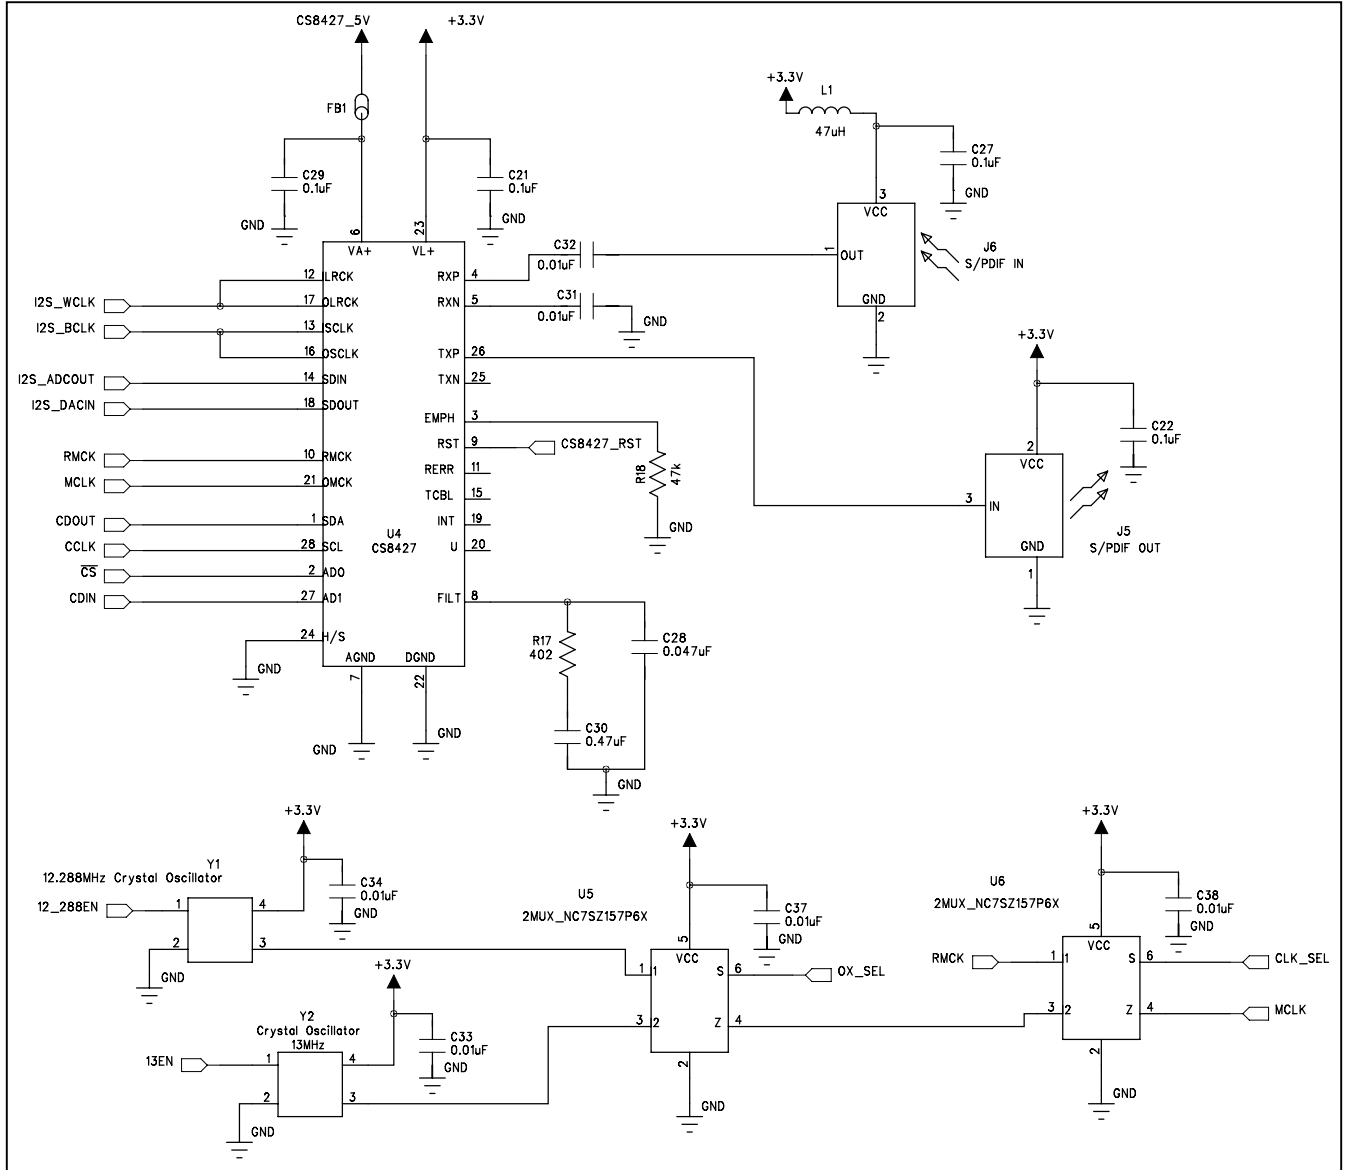 CS8427_5V
+3.3V
FB1
C29
0.1uF
GND
C21
0.1uF
GND
6
23
VA+
VL+
12 ILRCK
I2S_WCLK
17 OLRCK
I2S_BCLK
13 ISCLK
16 OSCLK
I2S_ADCOUT
14 SDIN
I2S_DACIN
18 SDOUT
RMCK
10 RMCK
MCLK
21 OMCK
CDOUT
1 SDA
CCLK
28 SCL
CS
2 AD0
CDIN
27 AD1
24 H/S
GND
U4
CS8427
RXP 4
RXN 5
TXP 26
TXN 25
EMPH 3
RST 9
CS8427_RST
RERR 11
TCBL 15
INT 19
U 20
FILT 8
AGND
DGND
7
22
GND
GND
C32
0.01uF
C31
0.01uF
GND
R18
47k
GND
R17
402
C28
0.047uF
C30
0.47uF
GND
+3.3V
L1
47uH
C27
0.1uF
GND
3
VCC
1
OUT
GND
2
J6
S/PDIF IN
+3.3V
C22
0.1uF
2
VCC
3
IN
GND
1
J5
S/PDIF OUT
+3.3V
Y1
12.288MHz Crystal Oscillator
12_288EN
1
4
2
3
C34
0.01uF
GND
GND
+3.3V
Y2
Crystal Oscillator
13MHz
13EN
1
4
2
3
C33
0.01uF
GND
GND
+3.3V
U5
2MUX_NC7SZ157P6X
C37
0.01uF
GND
5
VCC
1 1
S 6
OX_SEL
3 2
Z 4
2
GND
+3.3V
U6
2MUX_NC7SZ157P6X
C38
0.01uF
GND
5
VCC
RMCK
1 1
S 6
CLK_SEL
3 2
Z 4
MCLK
2
GND